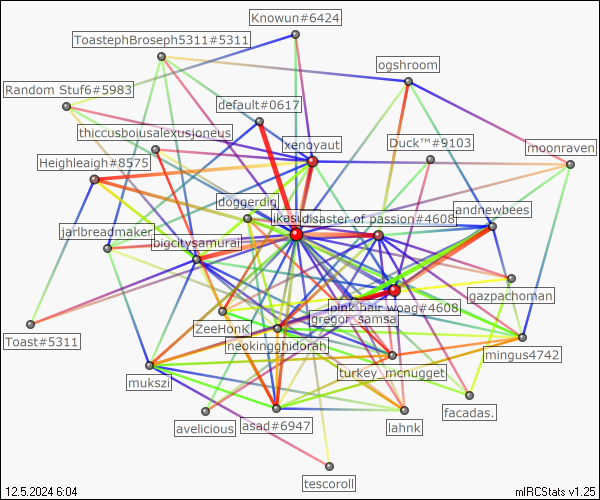 Knowun#6424
ToastephBroseph5311#5311
ogshroom
Random Stuf6#5983
default#0617
thiccusboiusalexusjoneus
xenoyaut
Duck™#9103
moonraven
Heighleaigh#8575
doggerdig
ikesu
disaster of passion#4608
andnewbees
jarlbreadmaker
bigcitysamurai
gazpachoman
pink hair woag#4608
gregor_samsa
ZeeHonK
neokingghidorah
Toast#5311
mingus4742
turkey_mcnugget
mukszi
facadas.
avelicious
asad#6947
lahnk
tescoroll
12.5.2024 6:04
mIRCStats v1.25